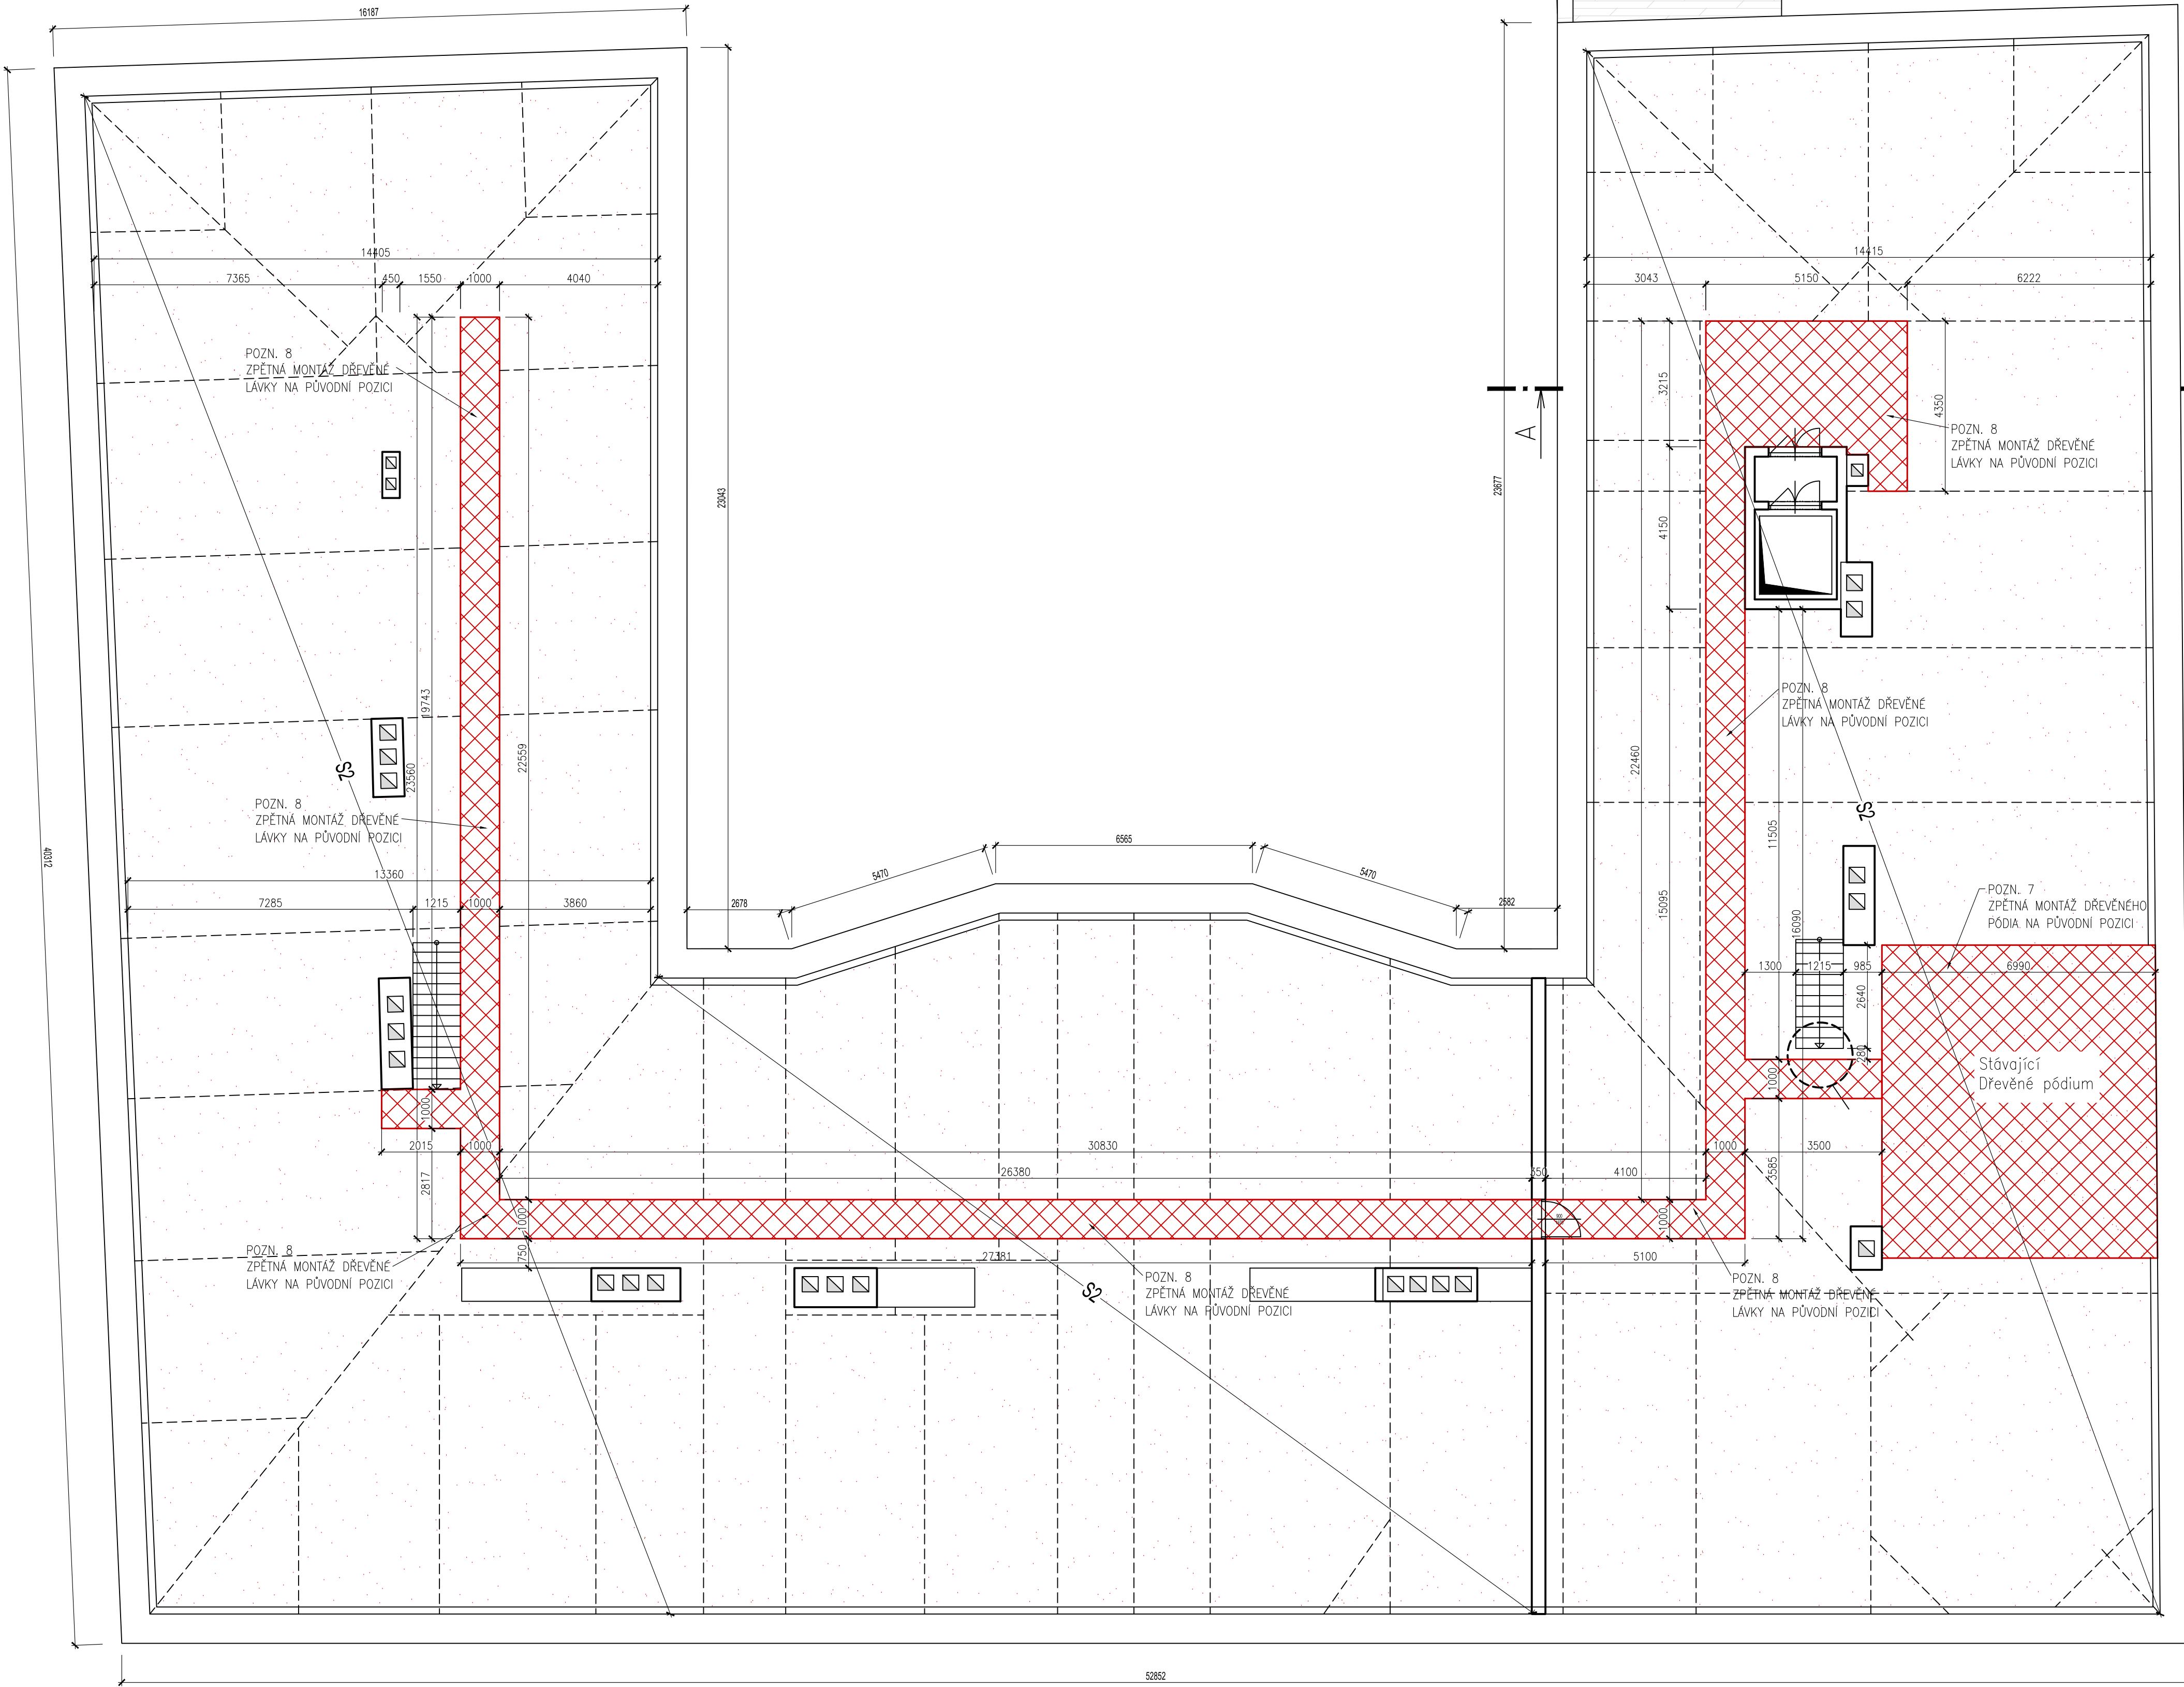 16187
14405
7365
450
1550
1000
4040
14415
3043
5150
6222
POZN. 8
ZPĚTNÁ MONTÁŽ DŘEVĚNÉ
LÁVKY NA PŮVODNÍ POZICI
3215
4350
A
POZN. 8
ZPĚTNÁ MONTÁŽ DŘEVĚNÉ
LÁVKY NA PŮVODNÍ POZICI
23043
23677
4150
19743
23560
22559
22460
POZN. 8
ZPĚTNÁ MONTÁŽ DŘEVĚNÉ
LÁVKY NA PŮVODNÍ POZICI
S2
S2
POZN. 8
ZPĚTNÁ MONTÁŽ DŘEVĚNÉ
LÁVKY NA PŮVODNÍ POZICI
40312
6565
5470
5470
11505
13360
7285
1215
1000
3860
2678
2582
15095
16090
POZN. 7
ZPĚTNÁ MONTÁŽ DŘEVĚNÉHO
PÓDIA NA PŮVODNÍ POZICI
1300
1215
985
6990
2640
280
Stávající
Dřevěné pódium
1000
1000
2015
1000
30830
1000
3500
2817
26380
350
4100
3585
1000
750
900
1000
POZN. 8
ZPĚTNÁ MONTÁŽ DŘEVĚNÉ
LÁVKY NA PŮVODNÍ POZICI
27381
5100
S2
POZN. 8
ZPĚTNÁ MONTÁŽ DŘEVĚNÉ
LÁVKY NA PŮVODNÍ POZICI
POZN. 8
ZPĚTNÁ MONTÁŽ DŘEVĚNÉ
LÁVKY NA PŮVODNÍ POZICI
52852